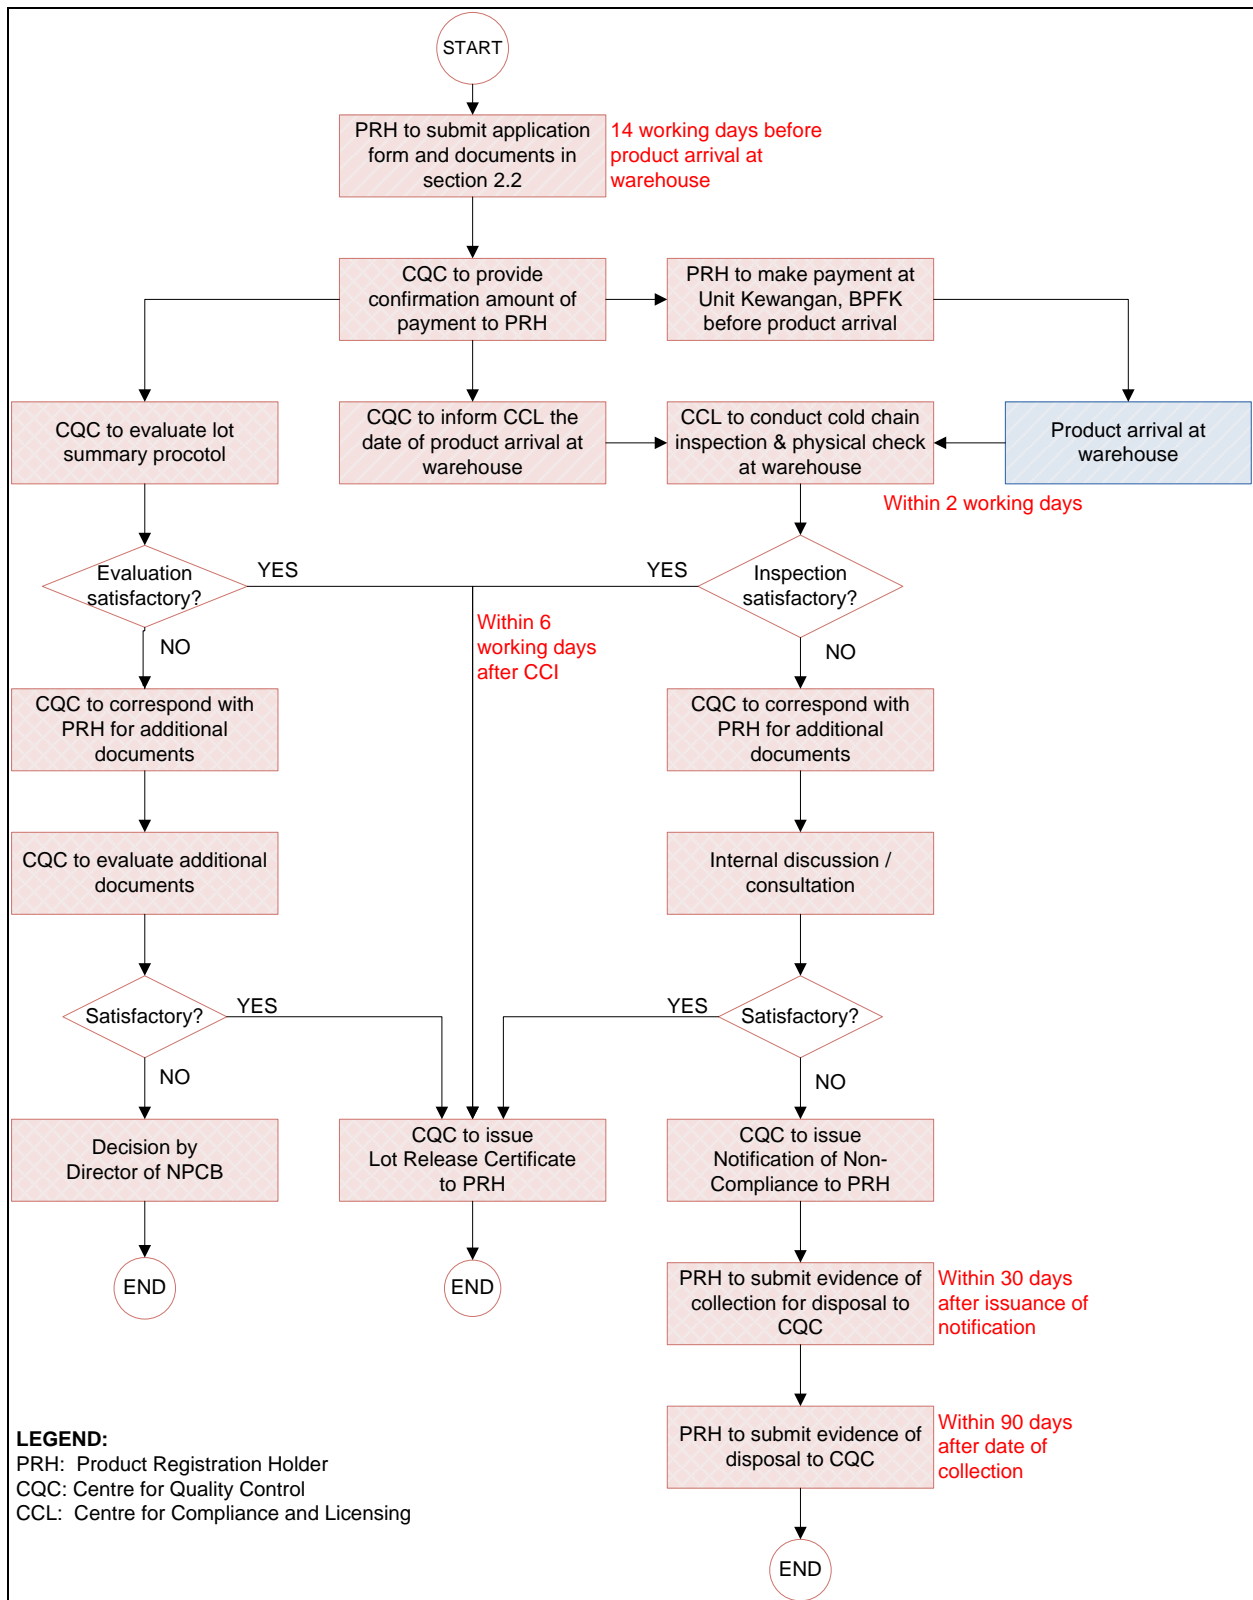 START
PRH to submit application
form and documents in
section 2.2
14 working days before
product arrival at
warehouse
CQC to provide
confirmation amount of
payment to PRH
PRH to make payment at
Unit Kewangan, BPFK
before product arrival
CQC to evaluate lot
summary procotol
CQC to inform CCL the
date of product arrival at
warehouse
CCL to conduct cold chain
inspection & physical check
at warehouse
Product arrival at
warehouse
Within 2 working days
Evaluation
satisfactory?
YES
YES
Inspection
satisfactory?
Within 6
working days
after CCI
NO
NO
CQC to correspond with
PRH for additional
documents
CQC to correspond with
PRH for additional
documents
CQC to evaluate additional
documents
Internal discussion /
consultation
Satisfactory?
YES
YES
Satisfactory?
NO
NO
Decision by
Director of NPCB
CQC to issue
Lot Release Certificate
to PRH
CQC to issue
Notification of Non-
Compliance to PRH
END
END
PRH to submit evidence of
collection for disposal to
CQC
Within 30 days
after issuance of
notification
PRH to submit evidence of
disposal to CQC
Within 90 days
after date of
collection
LEGEND:
PRH: Product Registration Holder
CQC: Centre for Quality Control
CCL: Centre for Compliance and Licensing
END